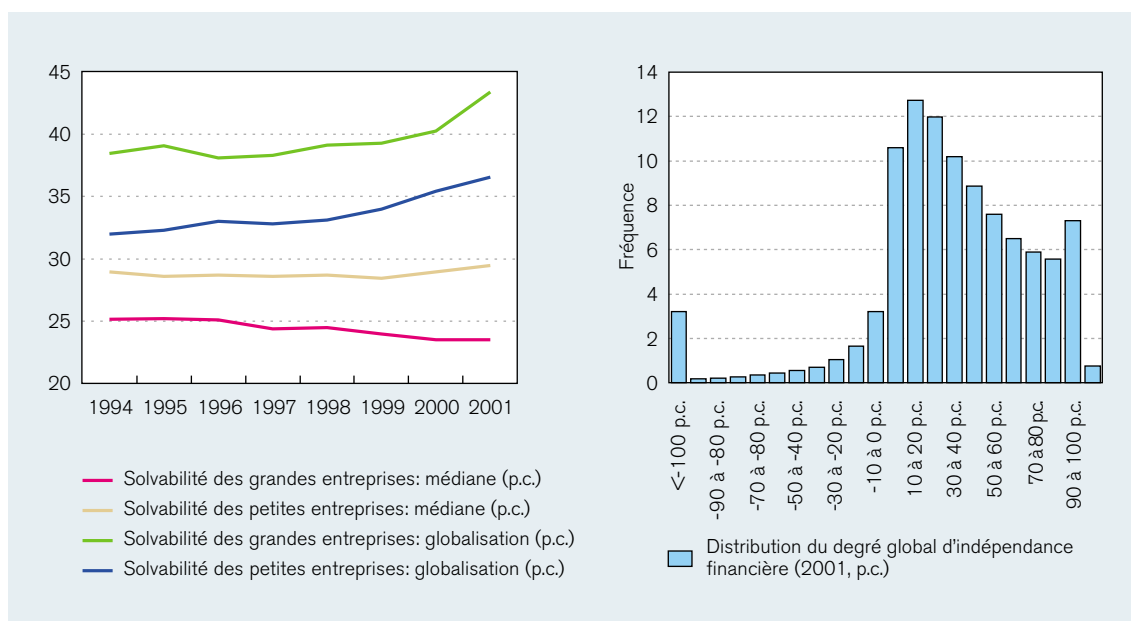 45
40
35
30
25
20
1994 1995 1996 1997 1998 1999 2000 2001
Solvabilité des grandes entreprises: médiane (p.c.)
Solvabilité des petites entreprises: médiane (p.c.)
Solvabilité des grandes entreprises: globalisation (p.c.)
Solvabilité des petites entreprises: globalisation (p.c.)
Fréquence
14
12
10
8
6
4
2
0
<-100 p.c.
-90 à -80 p.c.
-70 à -80 p.c.
-50 à -40 p.c.
-30 à -20 p.c.
-10 à 0 p.c.
10 à 20 p.c.
30 à 40 p.c.
50 à 60 p.c.
70 à 80 p.c.
90 à 100 p.c.
Distribution du degré global d'indépendance
financière (2001, p.c.)